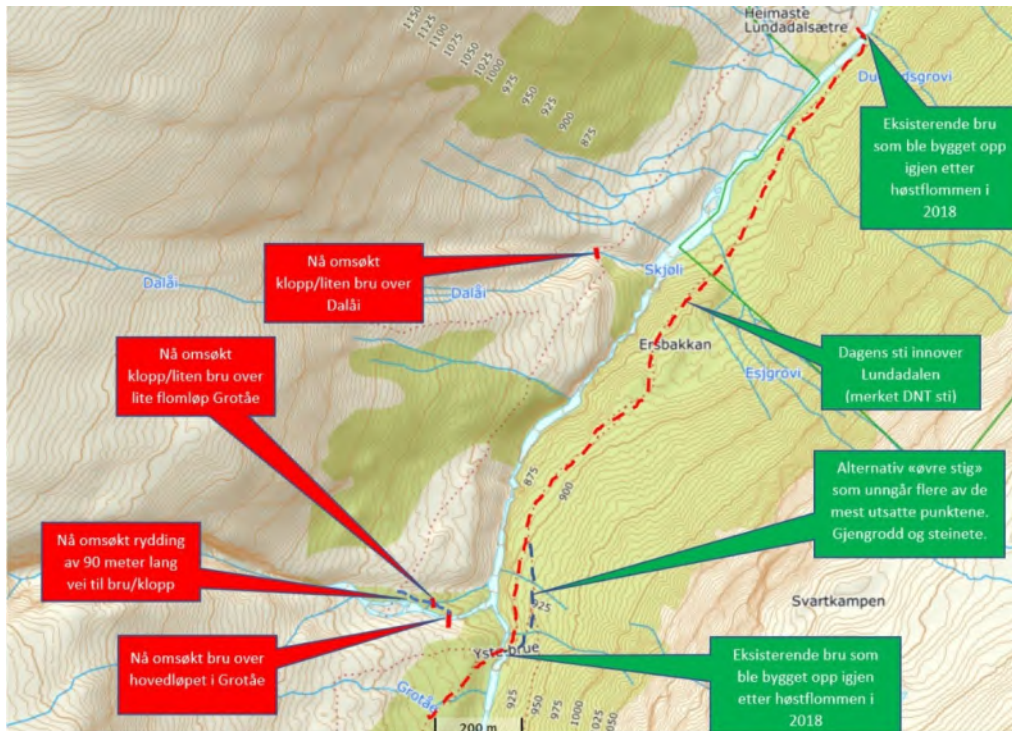 Heimaste
Lundadalsætre
1150
1125
1100
1075
1050
1025
1000
975
950
925
900
875
Eksisterende bru
som ble bygget opp
igjen etter
høstflommen i
2018
Nå omsøkt
klopp/liten bru over
Dalåi
Skjøli
Dalåi
Dalåi
Nå omsøkt
klopp/liten bru over
lite flomløp Grotåe
Ersbakkan
Esjgrovi
Dagens sti innover
Lundadalen
(merket DNT sti)
875
900
Alternativ «øvre stig»
som unngår flere av de
mest utsatte punktene.
Gjengrodd og steinete.
Nå omsøkt rydding
av 90 meter lang
vei til bru/klopp
925
Svartkampen
Nå omsøkt bru over
hovedløpet i Grotåe
Grotåe
Eksisterende bru som
ble bygget opp igjen
etter høstflommen i
2018
925
950
975
1000
025
200 m